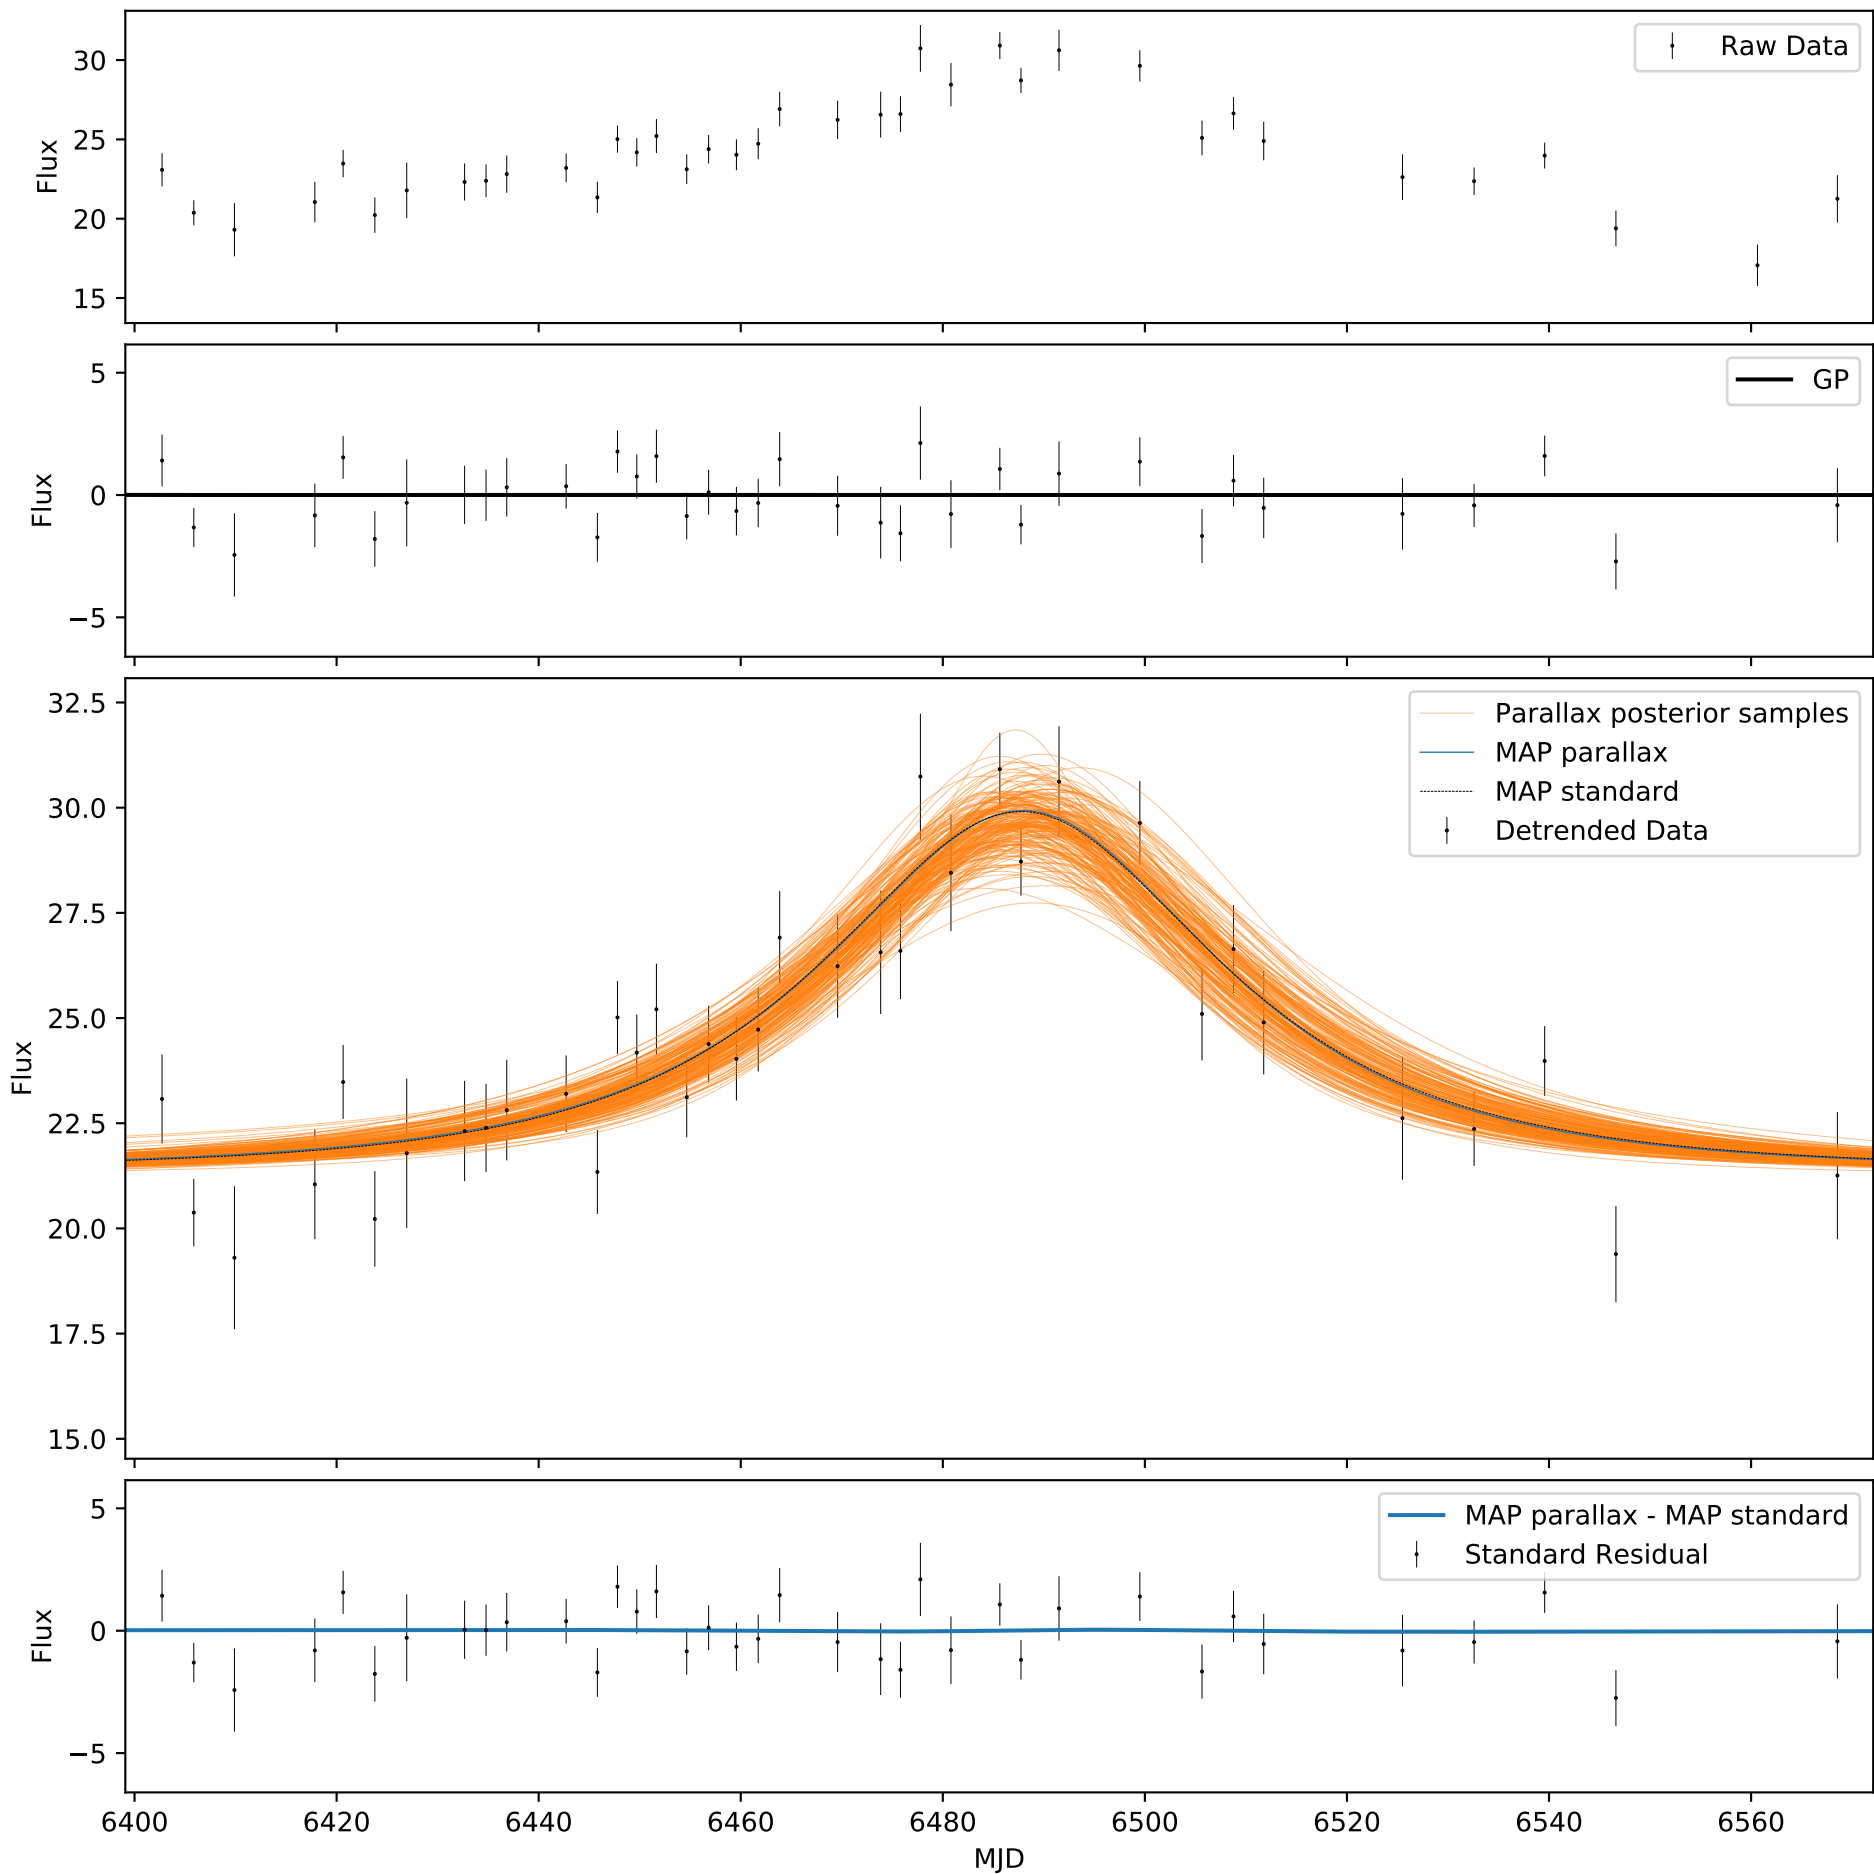 30
25
20
15
Flux
Raw Data
5
0
−5
Flux
GP
32.5
30.0
27.5
25.0
22.5
20.0
17.5
15.0
Flux
Parallax posterior samples
MAP parallax
MAP standard
Detrended Data
5
0
−5
Flux
MAP parallax - MAP standard
Standard Residual
6400 6420 6440 6460 6480 6500 6520 6540 6560
MJD